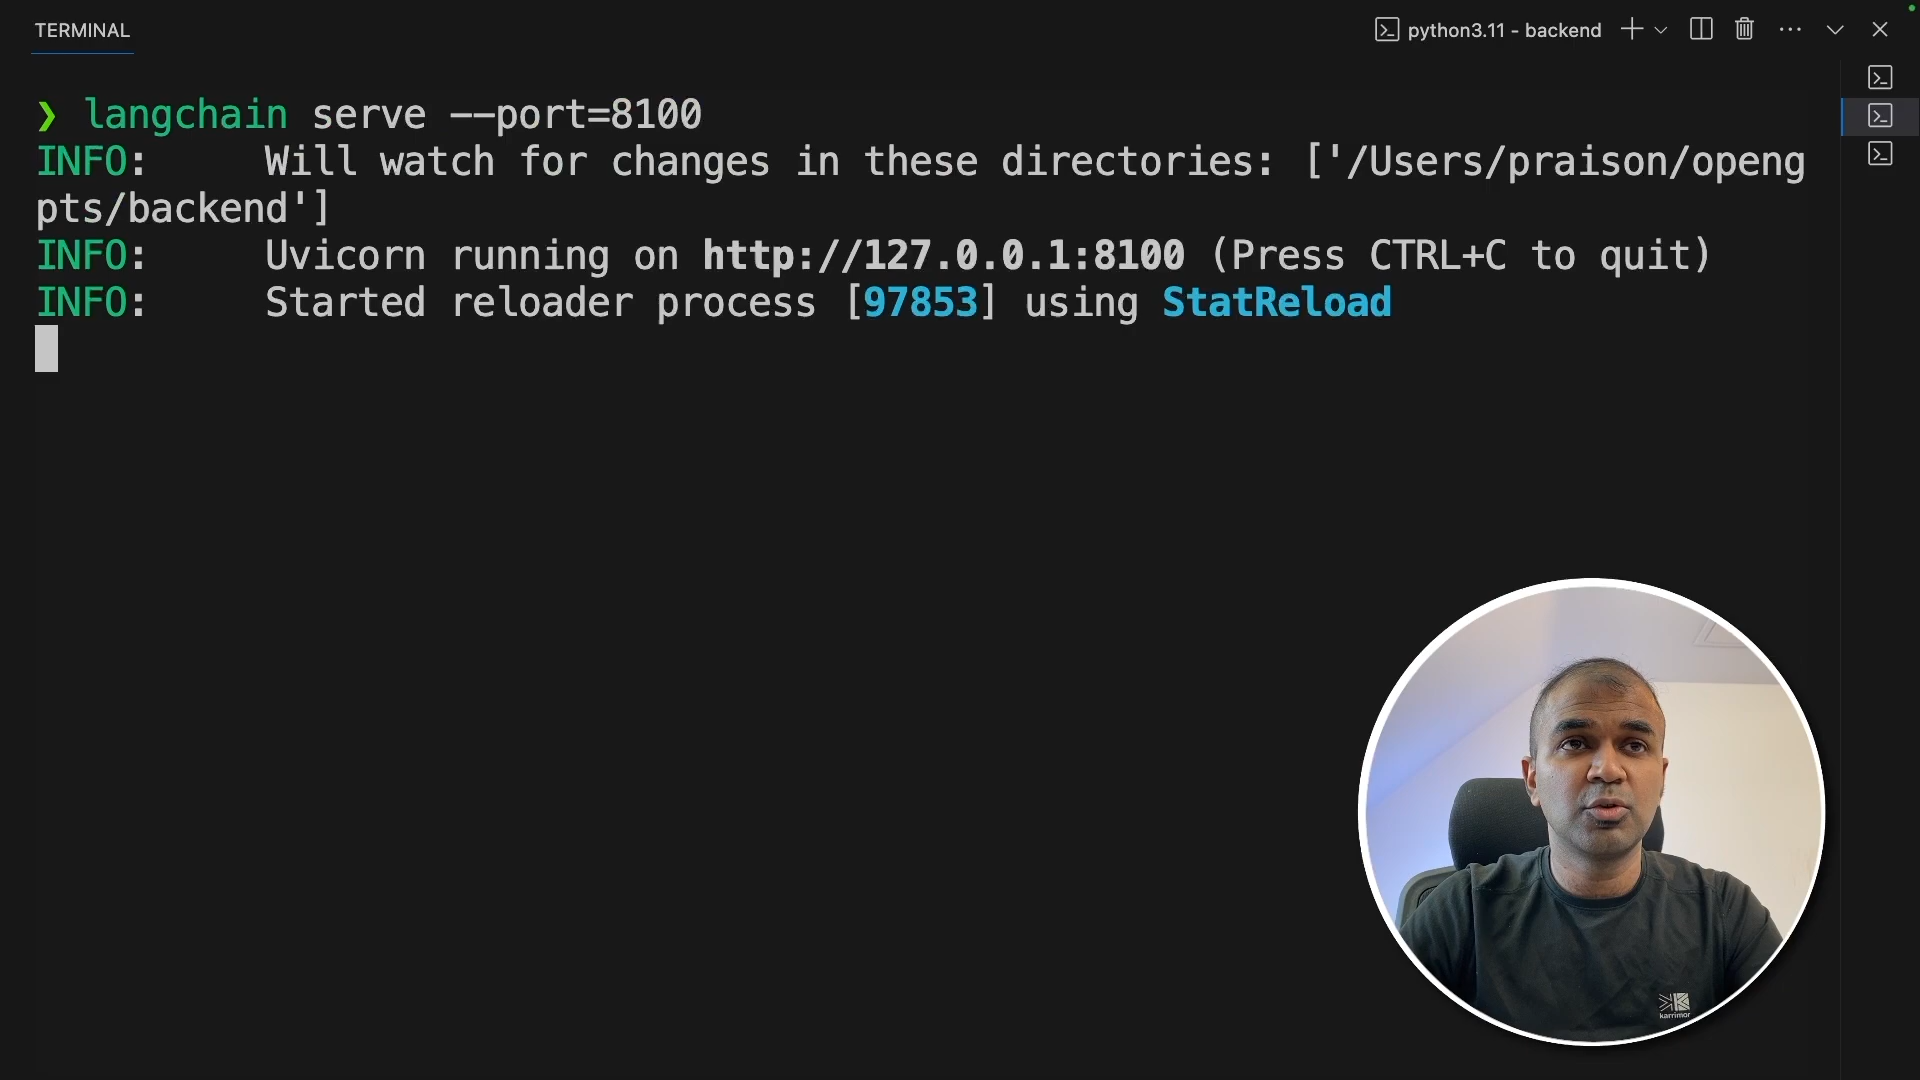 TERMINAL
python3.11 - backend
❯ langchain serve --port=8100
INFO: Will watch for changes in these directories: ['/Users/praison/openg
pts/backend']
INFO: Uvicorn running on http://127.0.0.1:8100 (Press CTRL+C to quit)
INFO: Started reloader process [97853] using StatReload
karrimor